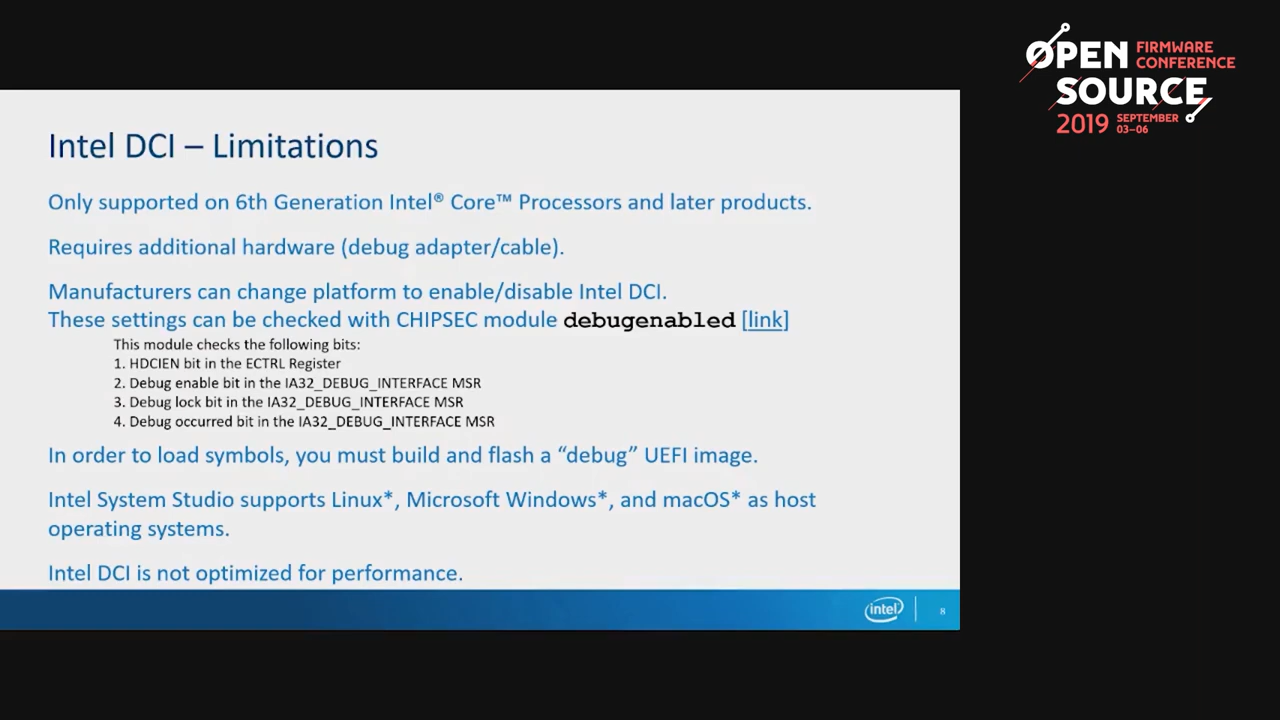 OPEN FIRMWARE CONFERENCE
SOURCE
2019 SEPTEMBER 03–06
Intel DCI – Limitations
Only supported on 6th Generation Intel® Core™ Processors and later products.
Requires additional hardware (debug adapter/cable).
Manufacturers can change platform to enable/disable Intel DCI.
These settings can be checked with CHIPSEC module debugenabled [link]
This module checks the following bits:
1. HDCIEN bit in the ECTRL Register
2. Debug enable bit in the IA32_DEBUG_INTERFACE MSR
3. Debug lock bit in the IA32_DEBUG_INTERFACE MSR
4. Debug occurred bit in the IA32_DEBUG_INTERFACE MSR
In order to load symbols, you must build and flash a “debug” UEFI image.
Intel System Studio supports Linux*, Microsoft Windows*, and macOS* as host
operating systems.
Intel DCI is not optimized for performance.
intel
8